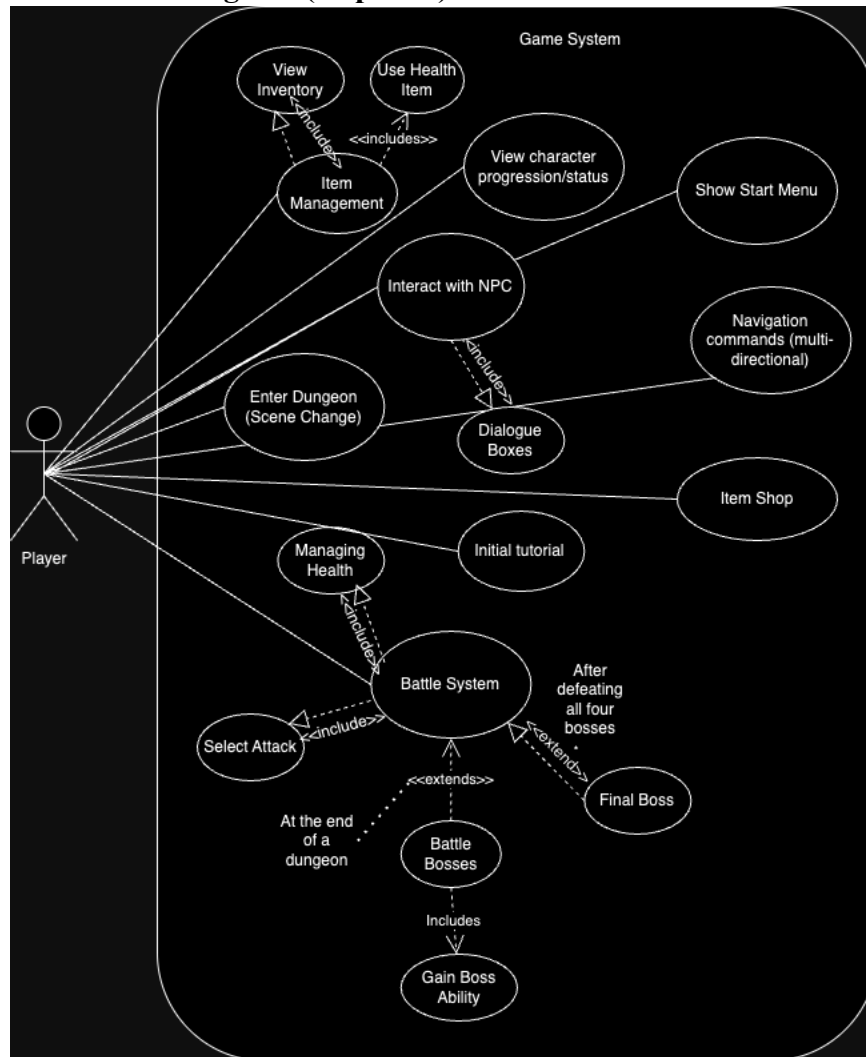 Game System
View
Inventory
Use Health
Item
<<include>>
<<includes>>
Item
Management
View character
progression/status
Show Start Menu
Interact with NPC
Navigation
commands (multi-
directional)
<<include>>
Enter Dungeon
(Scene Change)
Dialogue
Boxes
Item Shop
Player
Managing
Health
Initial tutorial
<<include>>
Battle System
After
defeating
all four
bosses
Select Attack
<<include>>
<<extend>>
<<extends>>
Final Boss
At the end
of a
dungeon
Battle
Bosses
Includes
Gain Boss
Ability